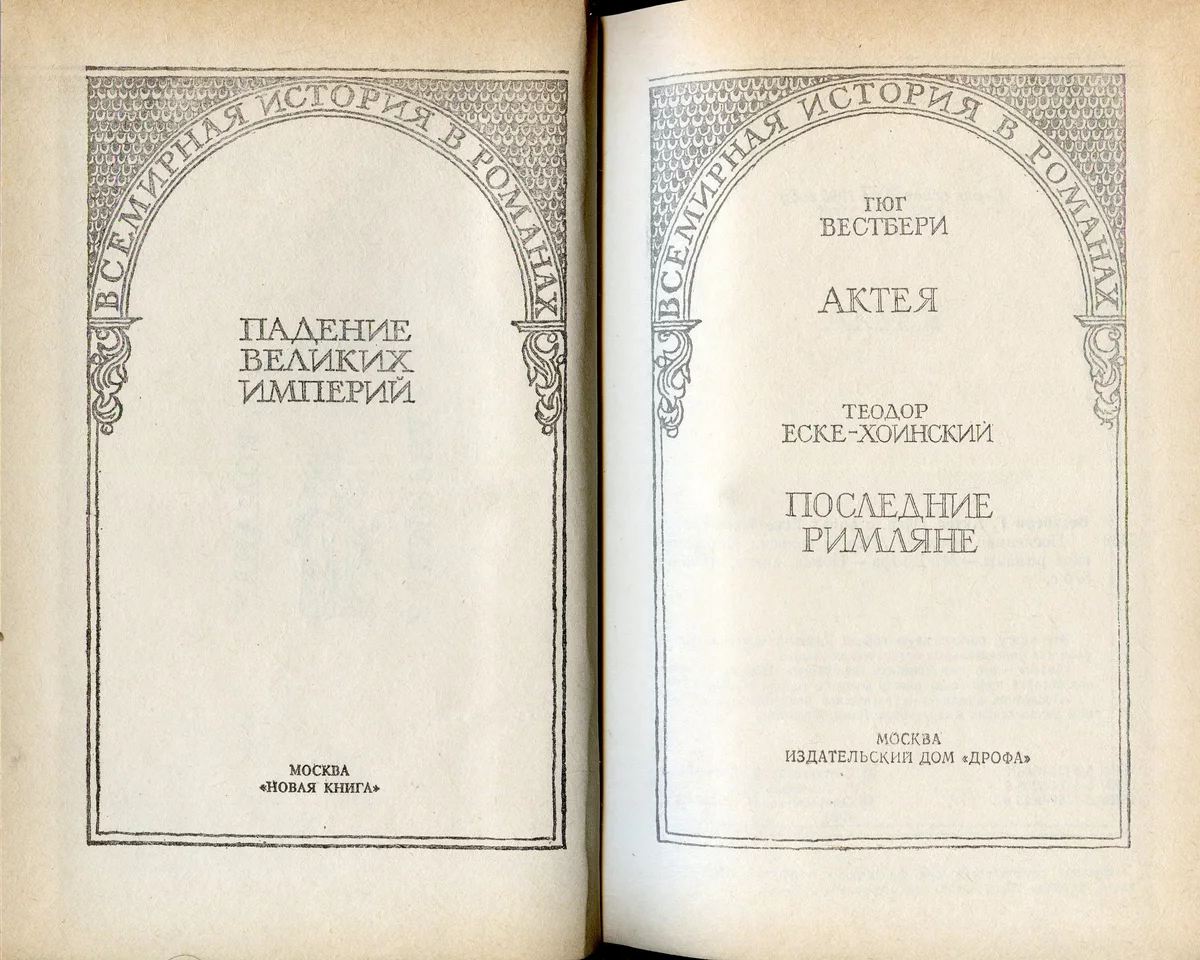 ВСЕМИРНАЯ ИСТОРИЯ В РОМАНАХ
ПАДЕНИЕ
ВЕЛИКИХ
ИМПЕРИЙ
МОСКВА
«НОВАЯ КНИГА»
ВСЕМИРНАЯ ИСТОРИЯ В РОМАНАХ
ГЮГ
ВЕСТБЕРИ
АКТЕЯ
ТЕОДОР
ЕСКЕ-ХОИНСКИЙ
ПОСЛЕДНИЕ
РИМЛЯНЕ
МОСКВА
ИЗДАТЕЛЬСКИЙ ДОМ «ДРОФА»